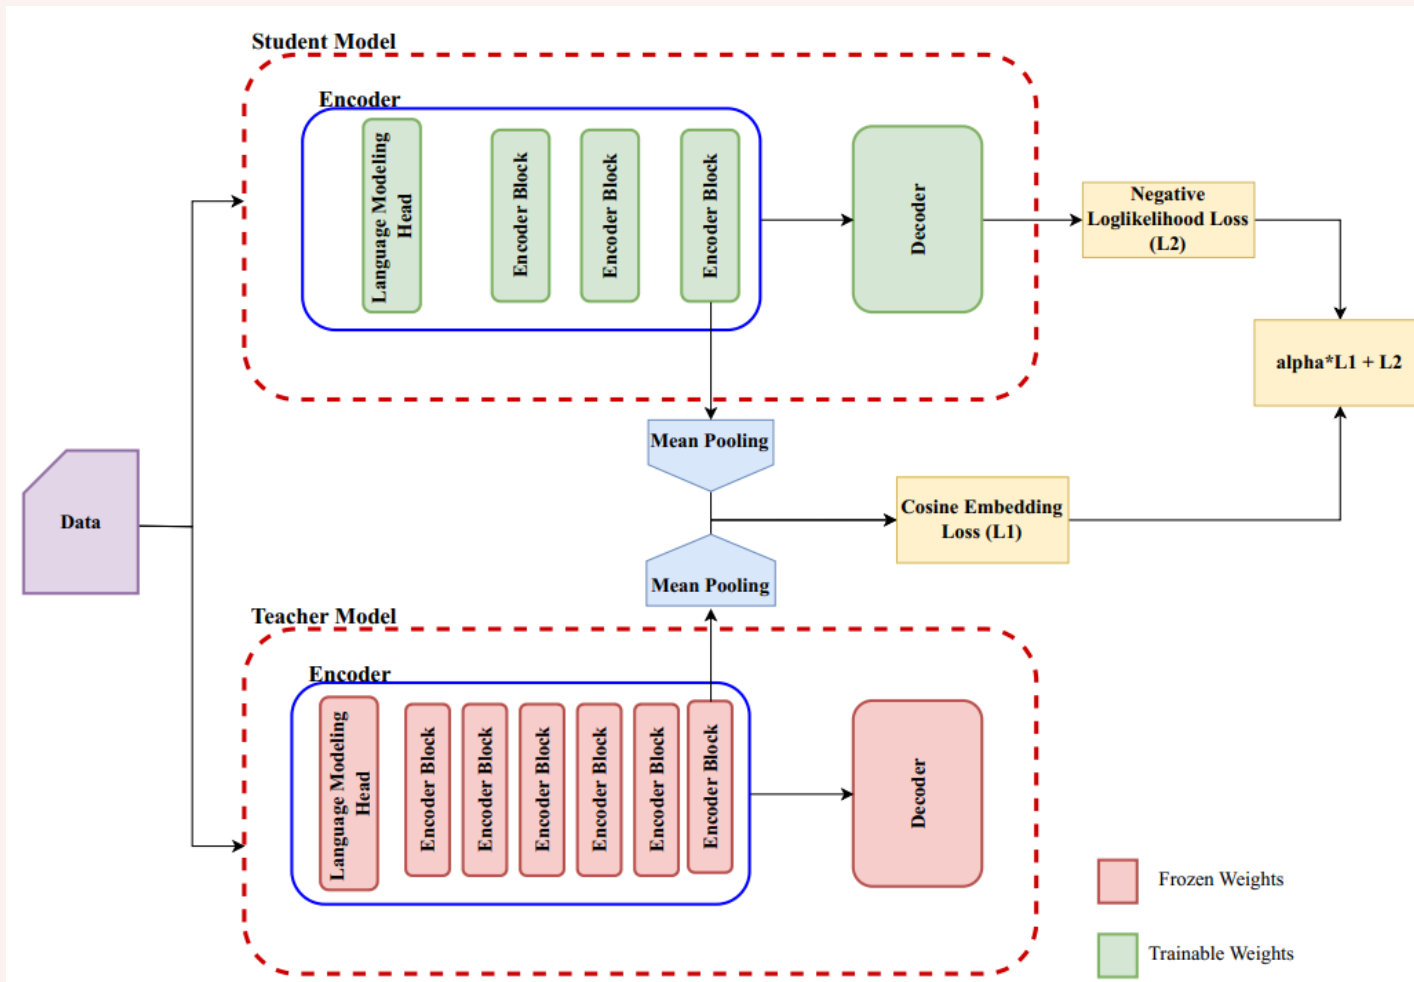 Student Model
Encoder
Language Modeling
Head
Encoder Block
Encoder Block
Encoder Block
Decoder
Negative
Loglikelihood Loss
(L2)
alpha*L1 + L2
Mean Pooling
Data
Cosine Embedding
Loss (L1)
Mean Pooling
Teacher Model
Encoder
Language Modeling
Head
Encoder Block
Encoder Block
Encoder Block
Encoder Block
Encoder Block
Encoder Block
Decoder
Frozen Weights
Trainable Weights